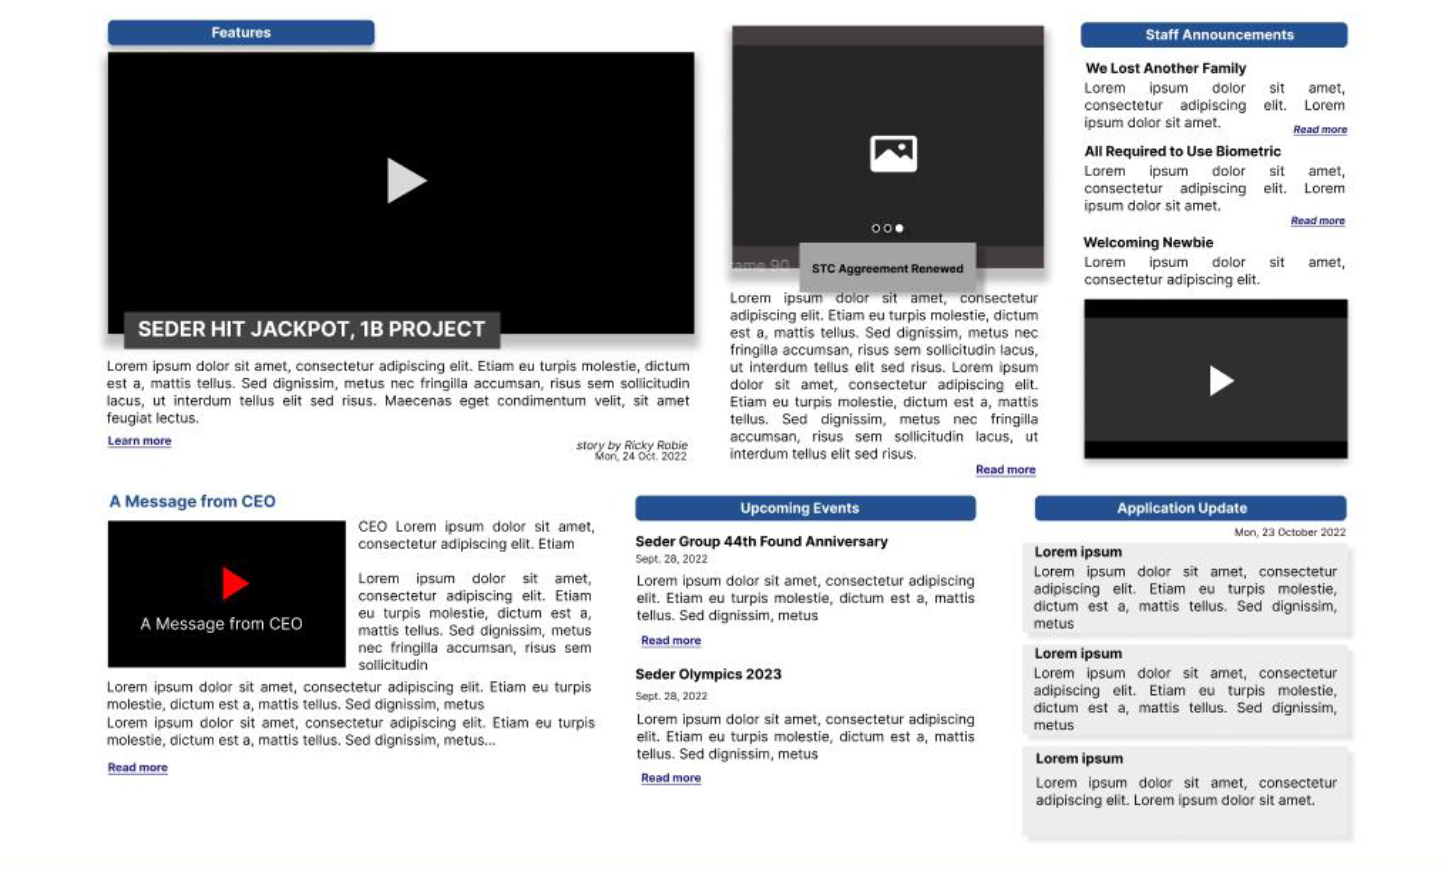 Features
SEDER HIT JACKPOT, 1B PROJECT
Lorem ipsum dolor sit amet, consectetur adipiscing elit. Etiam eu turpis molestie, dictum
est a, mattis tellus. Sed dignissim, metus nec fringilla accumsan, risus sem sollicitudin
lacus, ut interdum tellus elit sed risus. Maecenas eget condimentum velit, sit amet
feugiat lectus.
Learn more
story by Ricky Robie
Mon, 24 Oct. 2022
rame 90
STC Aggreement Renewed
Lorem ipsum dolor sit amet, consectetur
adipiscing elit. Etiam eu turpis molestie, dictum
est a, mattis tellus. Sed dignissim, metus nec
fringilla accumsan, risus sem sollicitudin lacus,
ut interdum tellus elit sed risus. Lorem ipsum
dolor sit amet, consectetur adipiscing elit.
Etiam eu turpis molestie, dictum est a, mattis
tellus. Sed dignissim, metus nec fringilla
accumsan, risus sem sollicitudin lacus, ut
interdum tellus elit sed risus.
Read more
Staff Announcements
We Lost Another Family
Lorem ipsum dolor sit amet,
consectetur adipiscing elit. Lorem
ipsum dolor sit amet.
Read more
All Required to Use Biometric
Lorem ipsum dolor sit amet,
consectetur adipiscing elit. Lorem
ipsum dolor sit amet.
Read more
Welcoming Newbie
Lorem ipsum dolor sit amet,
consectetur adipiscing elit.
A Message from CEO
A Message from CEO
CEO Lorem ipsum dolor sit amet,
consectetur adipiscing elit. Etiam
Lorem ipsum dolor sit amet,
consectetur adipiscing elit. Etiam
eu turpis molestie, dictum est a,
mattis tellus. Sed dignissim, metus
nec fringilla accumsan, risus sem
sollicitudin
Lorem ipsum dolor sit amet, consectetur adipiscing elit. Etiam eu turpis
molestie, dictum est a, mattis tellus. Sed dignissim, metus
Lorem ipsum dolor sit amet, consectetur adipiscing elit. Etiam eu turpis
molestie, dictum est a, mattis tellus. Sed dignissim, metus...
Read more
Upcoming Events
Seder Group 44th Found Anniversary
Sept. 28, 2022
Lorem ipsum dolor sit amet, consectetur adipiscing
elit. Etiam eu turpis molestie, dictum est a, mattis
tellus. Sed dignissim, metus
Read more
Seder Olympics 2023
Sept. 28, 2022
Lorem ipsum dolor sit amet, consectetur adipiscing
elit. Etiam eu turpis molestie, dictum est a, mattis
tellus. Sed dignissim, metus
Read more
Application Update
Mon, 23 October 2022
Lorem ipsum
Lorem ipsum dolor sit amet, consectetur
adipiscing elit. Etiam eu turpis molestie,
dictum est a, mattis tellus. Sed dignissim,
metus
Lorem ipsum
Lorem ipsum dolor sit amet, consectetur
adipiscing elit. Etiam eu turpis molestie,
dictum est a, mattis tellus. Sed dignissim,
metus
Lorem ipsum
Lorem ipsum dolor sit amet, consectetur
adipiscing elit. Lorem ipsum dolor sit amet.